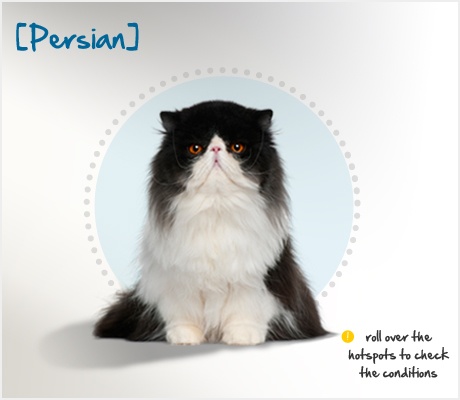 [Persian]
! roll over the
hotspots to check
the conditions